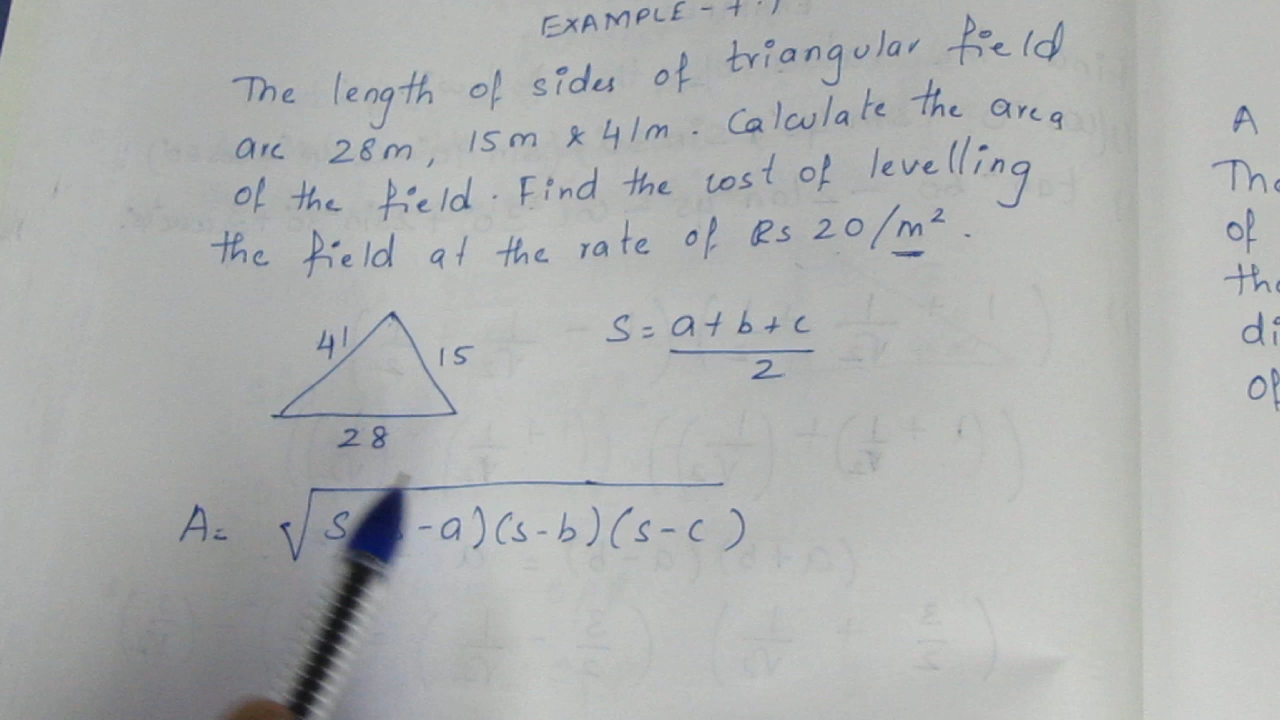 EXAMPLE -
The length of sides of triangular field
are 28m, 15m & 41m. Calculate the area
of the field. Find the cost of levelling
the field at the rate of Rs 20/m².
41
15
28
S = a+b+c
2
A= √S -a)(s-b)(s-c)
A
The
of
the
di
of